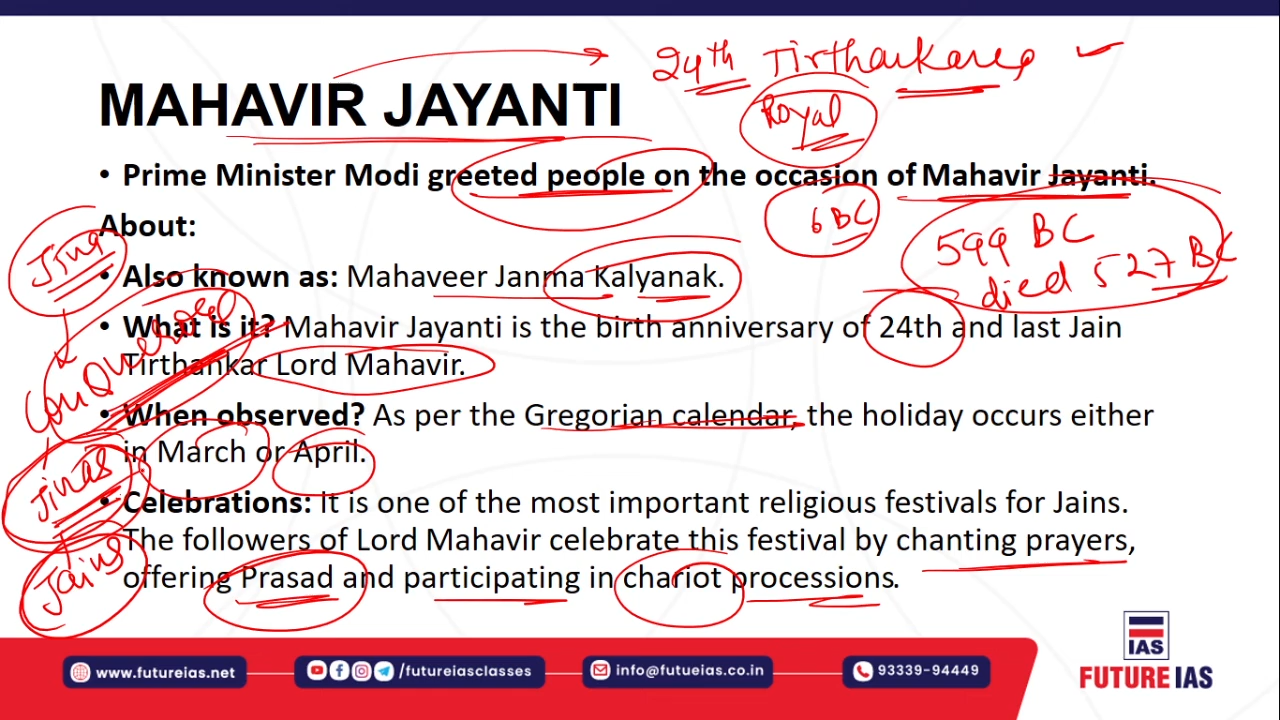 24th Tirthankares
MAHAVIR JAYANTI
Royal
• Prime Minister Modi greeted people on the occasion of Mahavir Jayanti.
6 BC
599 BC
died 527 BC
About:
Jina
• Also known as: Mahaveer Janma Kalyanak.
• What is it? Mahavir Jayanti is the birth anniversary of 24th and last Jain
Tirthankar Lord Mahavir.
Conquered
• When observed? As per the Gregorian calendar, the holiday occurs either
in March or April.
Jinas
• Celebrations: It is one of the most important religious festivals for Jains.
The followers of Lord Mahavir celebrate this festival by chanting prayers,
offering Prasad and participating in chariot processions.
Jains
IAS
FUTURE IAS
www.futureias.net
/futureiasclasses
info@futueias.co.in
93339-94449